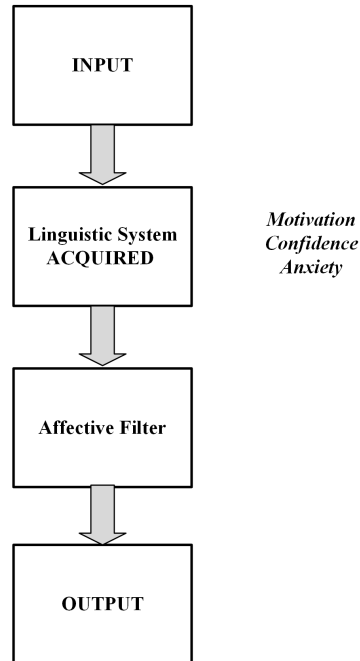 INPUT
Linguistic System
ACQUIRED
Motivation
Confidence
Anxiety
Affective Filter
OUTPUT